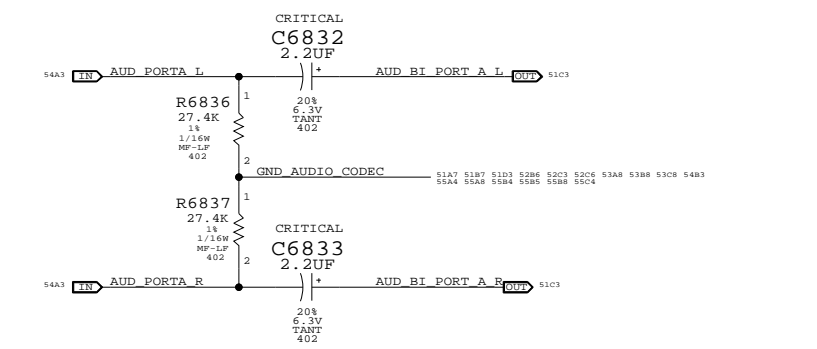 CRITICAL
C6832
2.2UF
54A3 IN AUD_PORTA_L + AUD_BI_PORT_A_L OUT 51C3
1
20%
6.3V
TANT
402
R6836
27.4K
1%
1/16W
MF-LF
402
2
GND_AUDIO_CODEC
51A7 51B7 51D3 52B6 52C3 52C6 53A8 53B8 53C8 54B3
55A4 55A8 55B4 55B5 55B8 55C4
1
R6837
27.4K
1%
1/16W
MF-LF
402
2
CRITICAL
C6833
2.2UF
54A3 IN AUD_PORTA_R + AUD_BI_PORT_A_R OUT 51C3
20%
6.3V
TANT
402